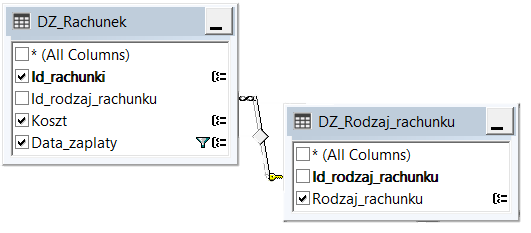 DZ_Rachunek
* (All Columns)
Id_rachunki
Id_rodzaj_rachunku
Koszt
Data_zaplaty
DZ_Rodzaj_rachunku
* (All Columns)
Id_rodzaj_rachunku
Rodzaj_rachunku